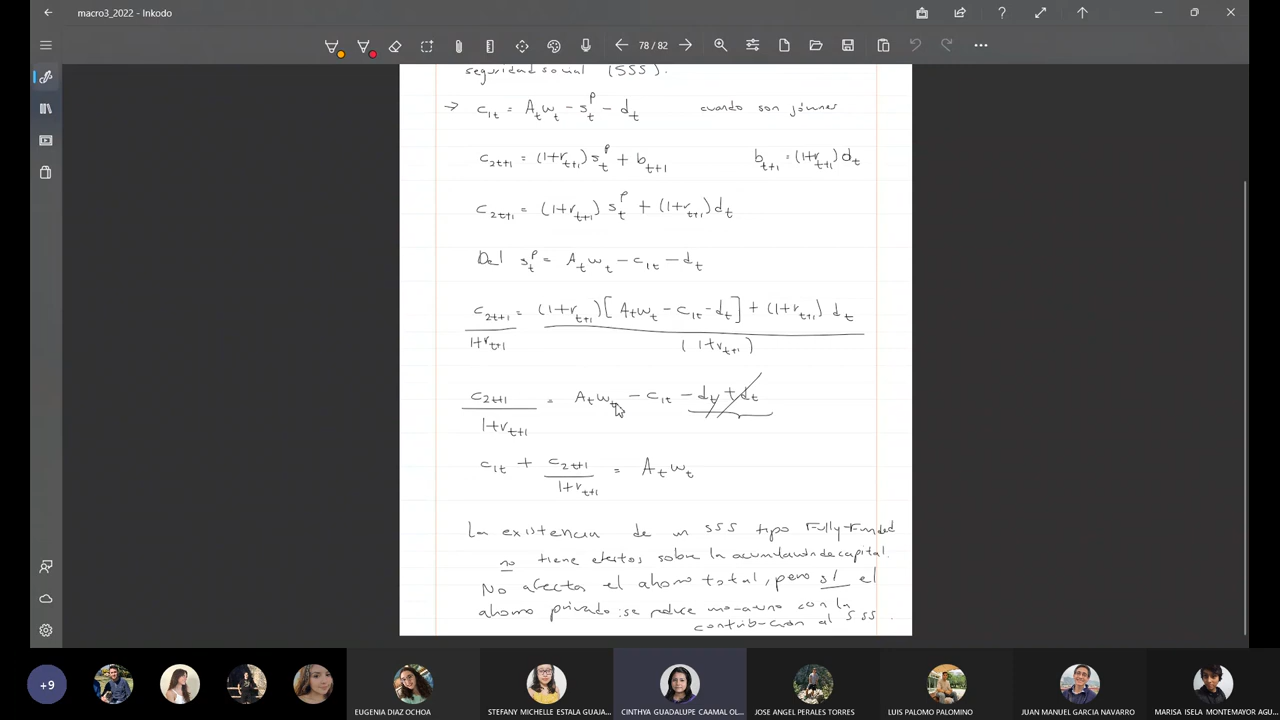 macro3_2022 - Inkodo
78 / 82
seguridad social (SSS).
→ c₁ₜ = Aₜwₜ - sₜᵖ - dₜ cuando son jóvenes
c₂ₜ₊₁ = (1+rₜ₊₁) sₜᵖ + bₜ₊₁ bₜ₊₁ = (1+rₜ₊₁) dₜ
c₂ₜ₊₁ = (1+rₜ₊₁) sₜᵖ + (1+rₜ₊₁) dₜ
Del sₜᵖ = Aₜwₜ - c₁ₜ - dₜ
c₂ₜ₊₁ = (1+rₜ₊₁)[Aₜwₜ - c₁ₜ - dₜ] + (1+rₜ₊₁) dₜ
1+rₜ₊₁ (1+rₜ₊₁)
c₂ₜ₊₁ = Aₜwₜ - c₁ₜ - dₜ + dₜ
1+rₜ₊₁
c₁ₜ + c₂ₜ₊₁ = Aₜwₜ
1+rₜ₊₁
La existencia de un SSS tipo Fully-Funded
no tiene efectos sobre la acumulación de capital.
No afecta el ahorro total, pero sí el
ahorro privado: se reduce uno-a-uno con la
contribución al SSS.
+9
EUGENIA DIAZ OCHOA
STEFANY MICHELLE ESTALA GUAJA...
CINTHYA GUADALUPE CAAMAL OL...
JOSE ANGEL PERALES TORRES
LUIS PALOMO PALOMINO
JUAN MANUEL GARCIA NAVARRO
MARISA ISELA MONTEMAYOR AGU...